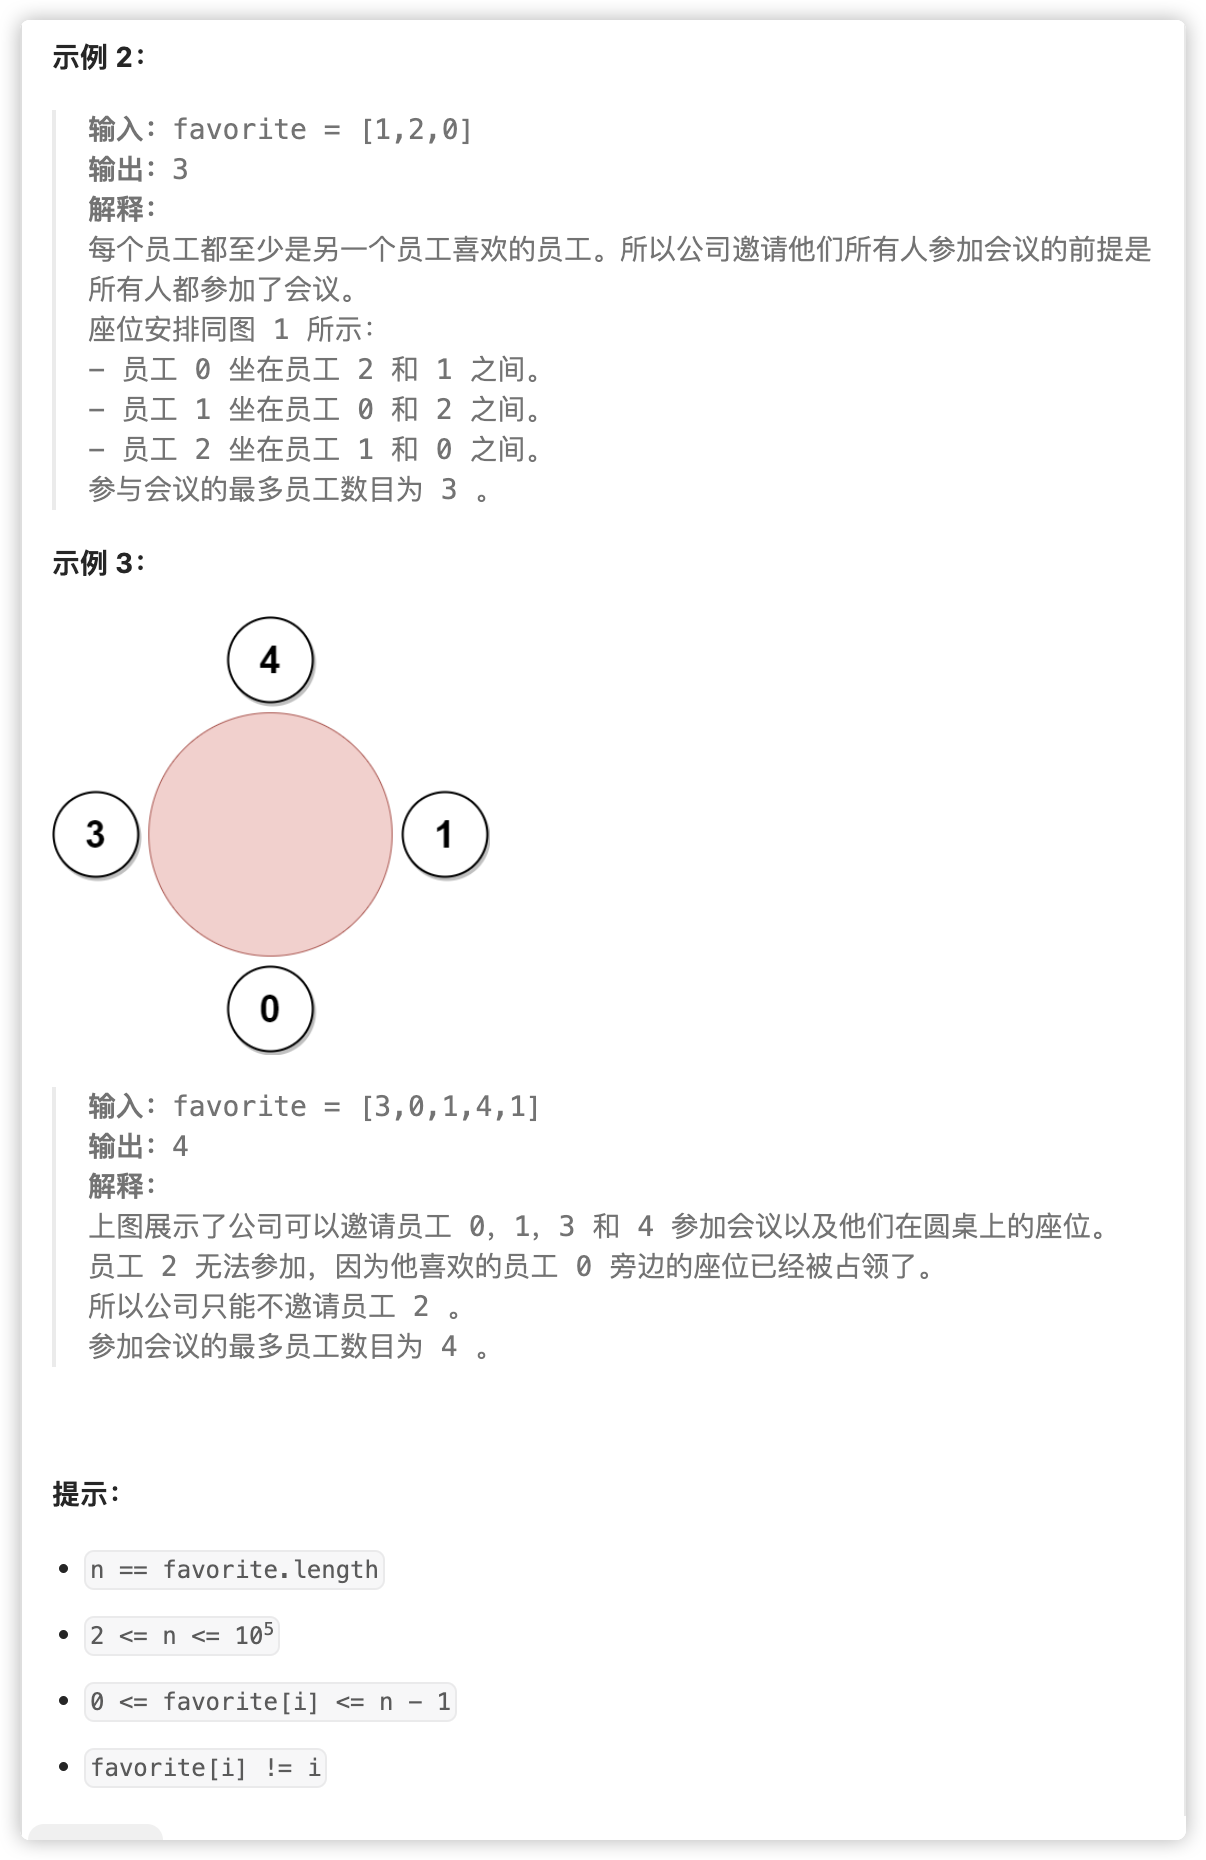 示例 2：
输入：favorite = [1,2,0]
输出：3
解释：
每个员工都至少是另一个员工喜欢的员工。所以公司邀请他们所有人参加会议的前提是
所有人都参加了会议。
座位安排同图 1 所示：
- 员工 0 坐在员工 2 和 1 之间。
- 员工 1 坐在员工 0 和 2 之间。
- 员工 2 坐在员工 1 和 0 之间。
参与会议的最多员工数目为 3 。
示例 3：
4
3 1
0
输入：favorite = [3,0,1,4,1]
输出：4
解释：
上图展示了公司可以邀请员工 0，1，3 和 4 参加会议以及他们在圆桌上的座位。
员工 2 无法参加，因为他喜欢的员工 0 旁边的座位已经被占领了。
所以公司只能不邀请员工 2 。
参加会议的最多员工数目为 4 。
提示：
• n == favorite.length
• 2 <= n <= 10⁵
• 0 <= favorite[i] <= n - 1
• favorite[i] != i